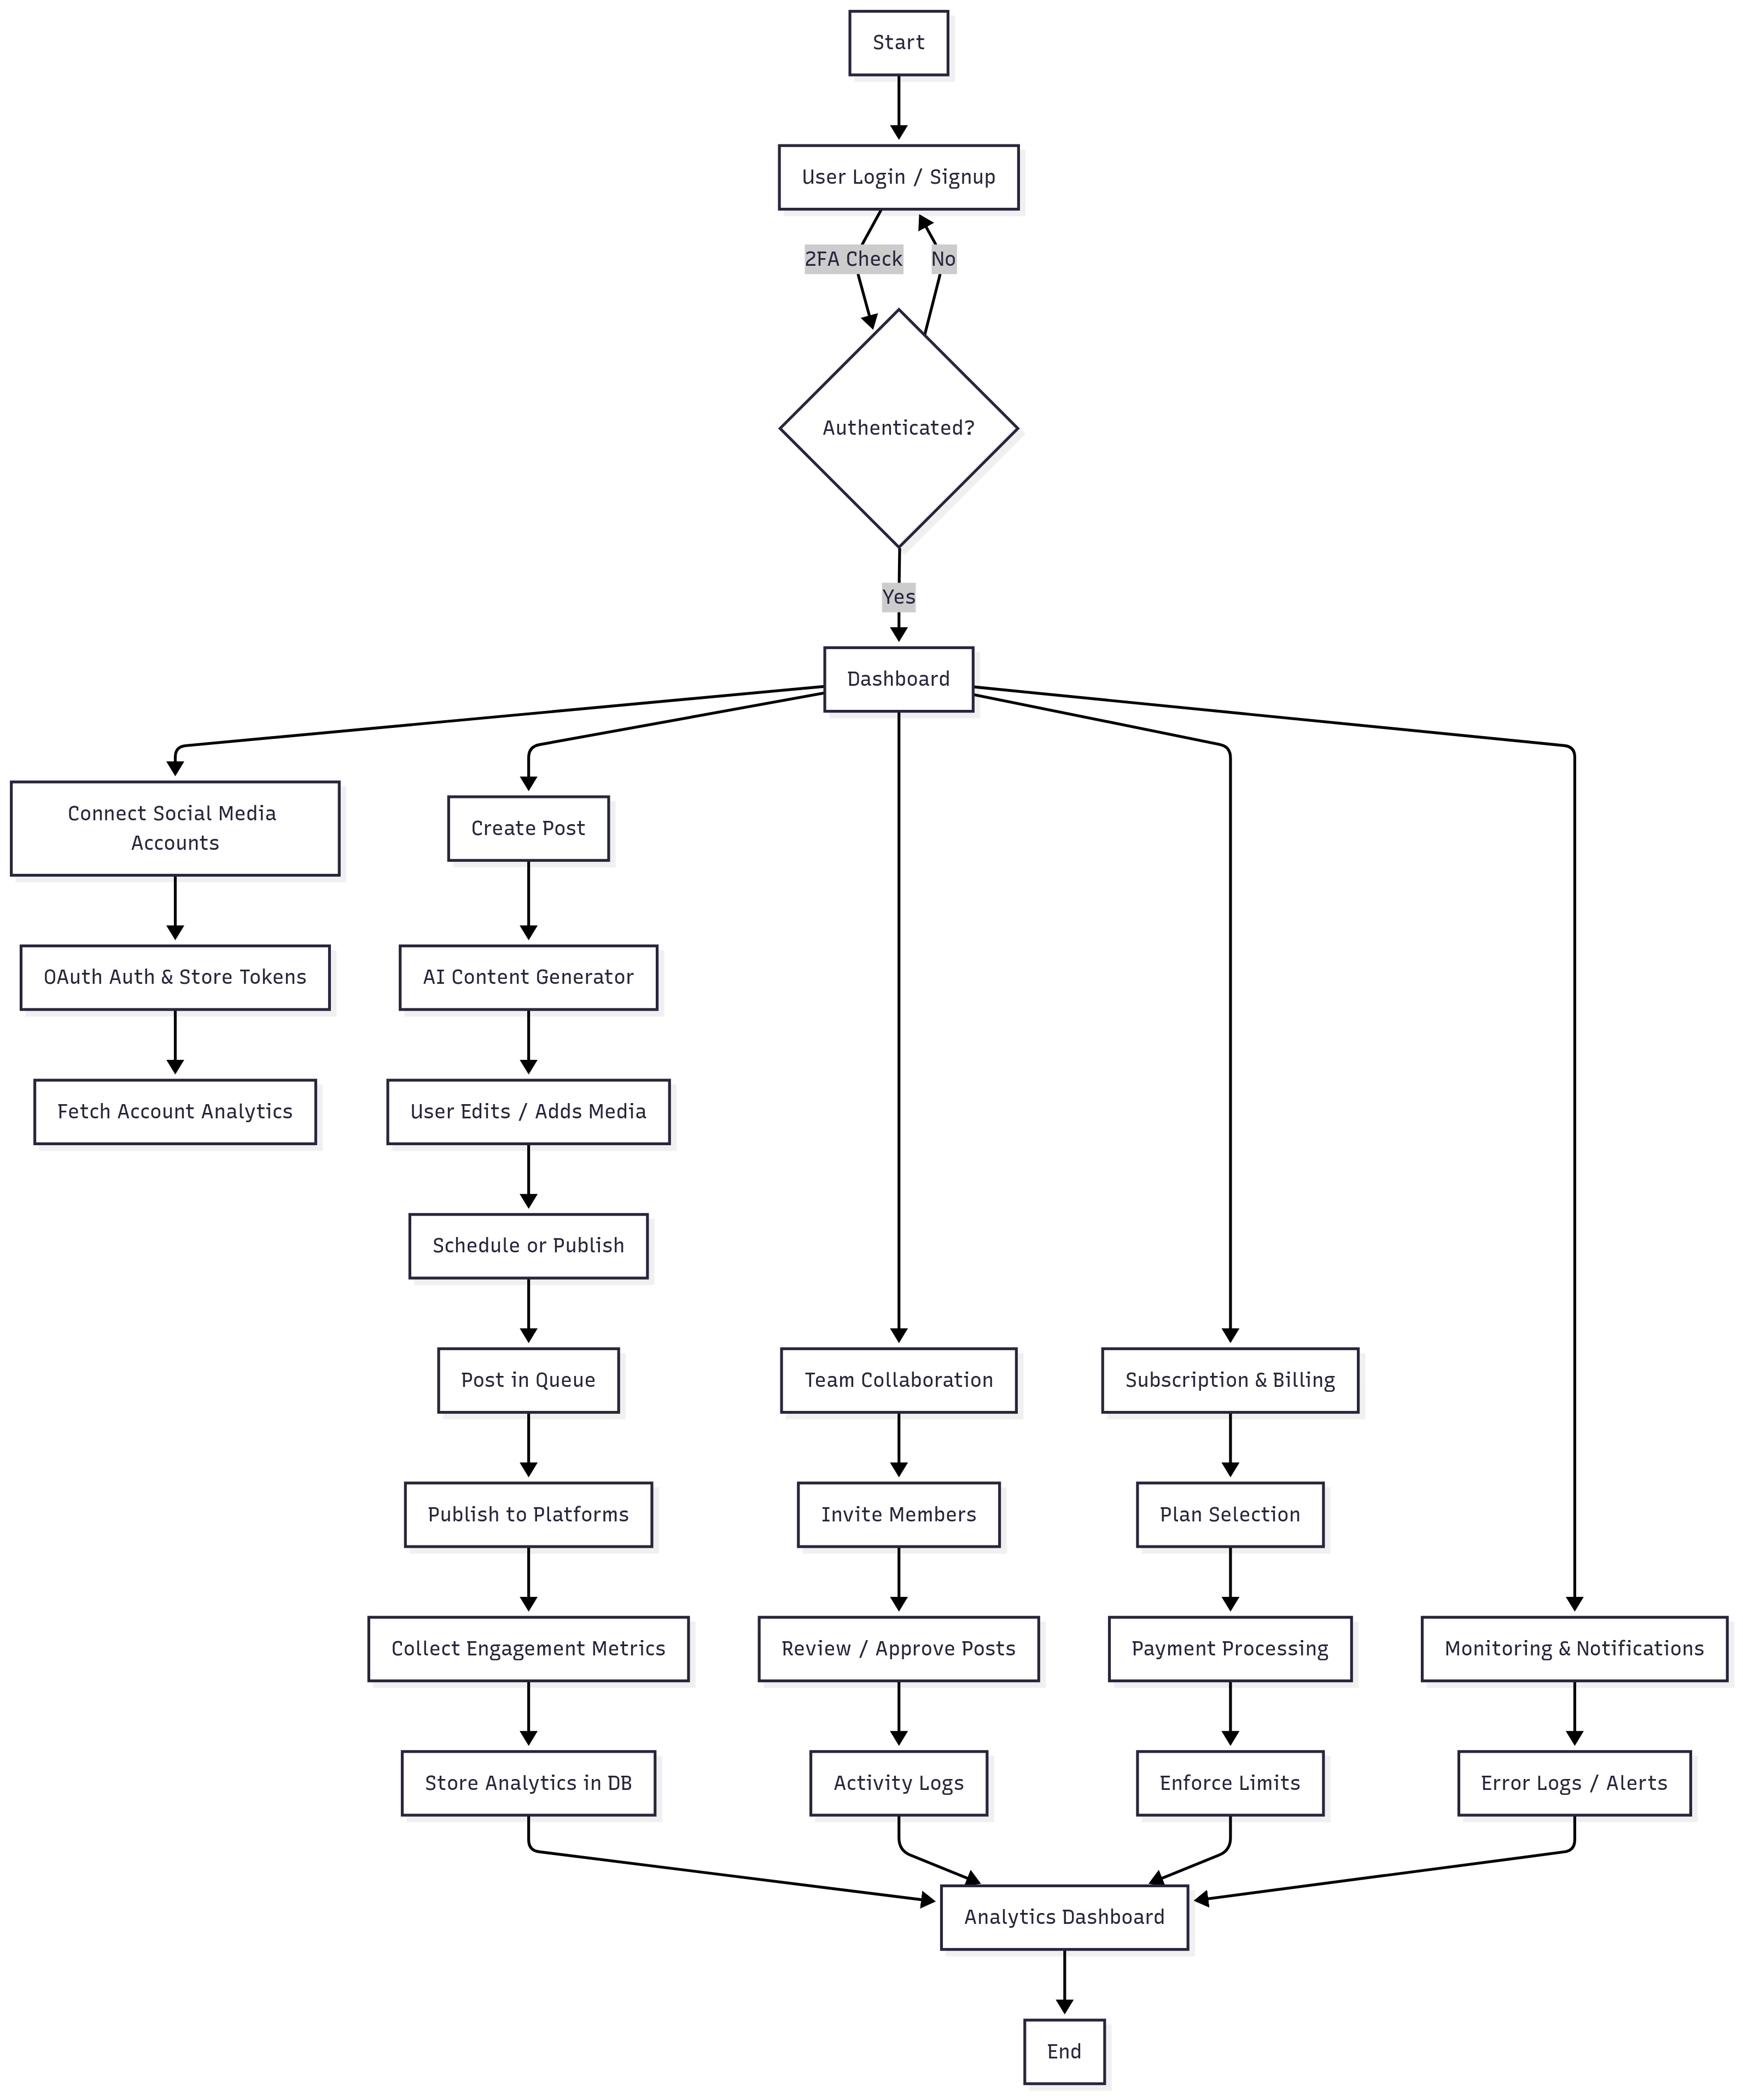 Start
User Login / Signup
2FA Check
No
Authenticated?
Yes
Dashboard
Connect Social Media
Accounts
Create Post
OAuth Auth & Store Tokens
AI Content Generator
Fetch Account Analytics
User Edits / Adds Media
Schedule or Publish
Post in Queue
Team Collaboration
Subscription & Billing
Publish to Platforms
Invite Members
Plan Selection
Collect Engagement Metrics
Review / Approve Posts
Payment Processing
Monitoring & Notifications
Store Analytics in DB
Activity Logs
Enforce Limits
Error Logs / Alerts
Analytics Dashboard
End